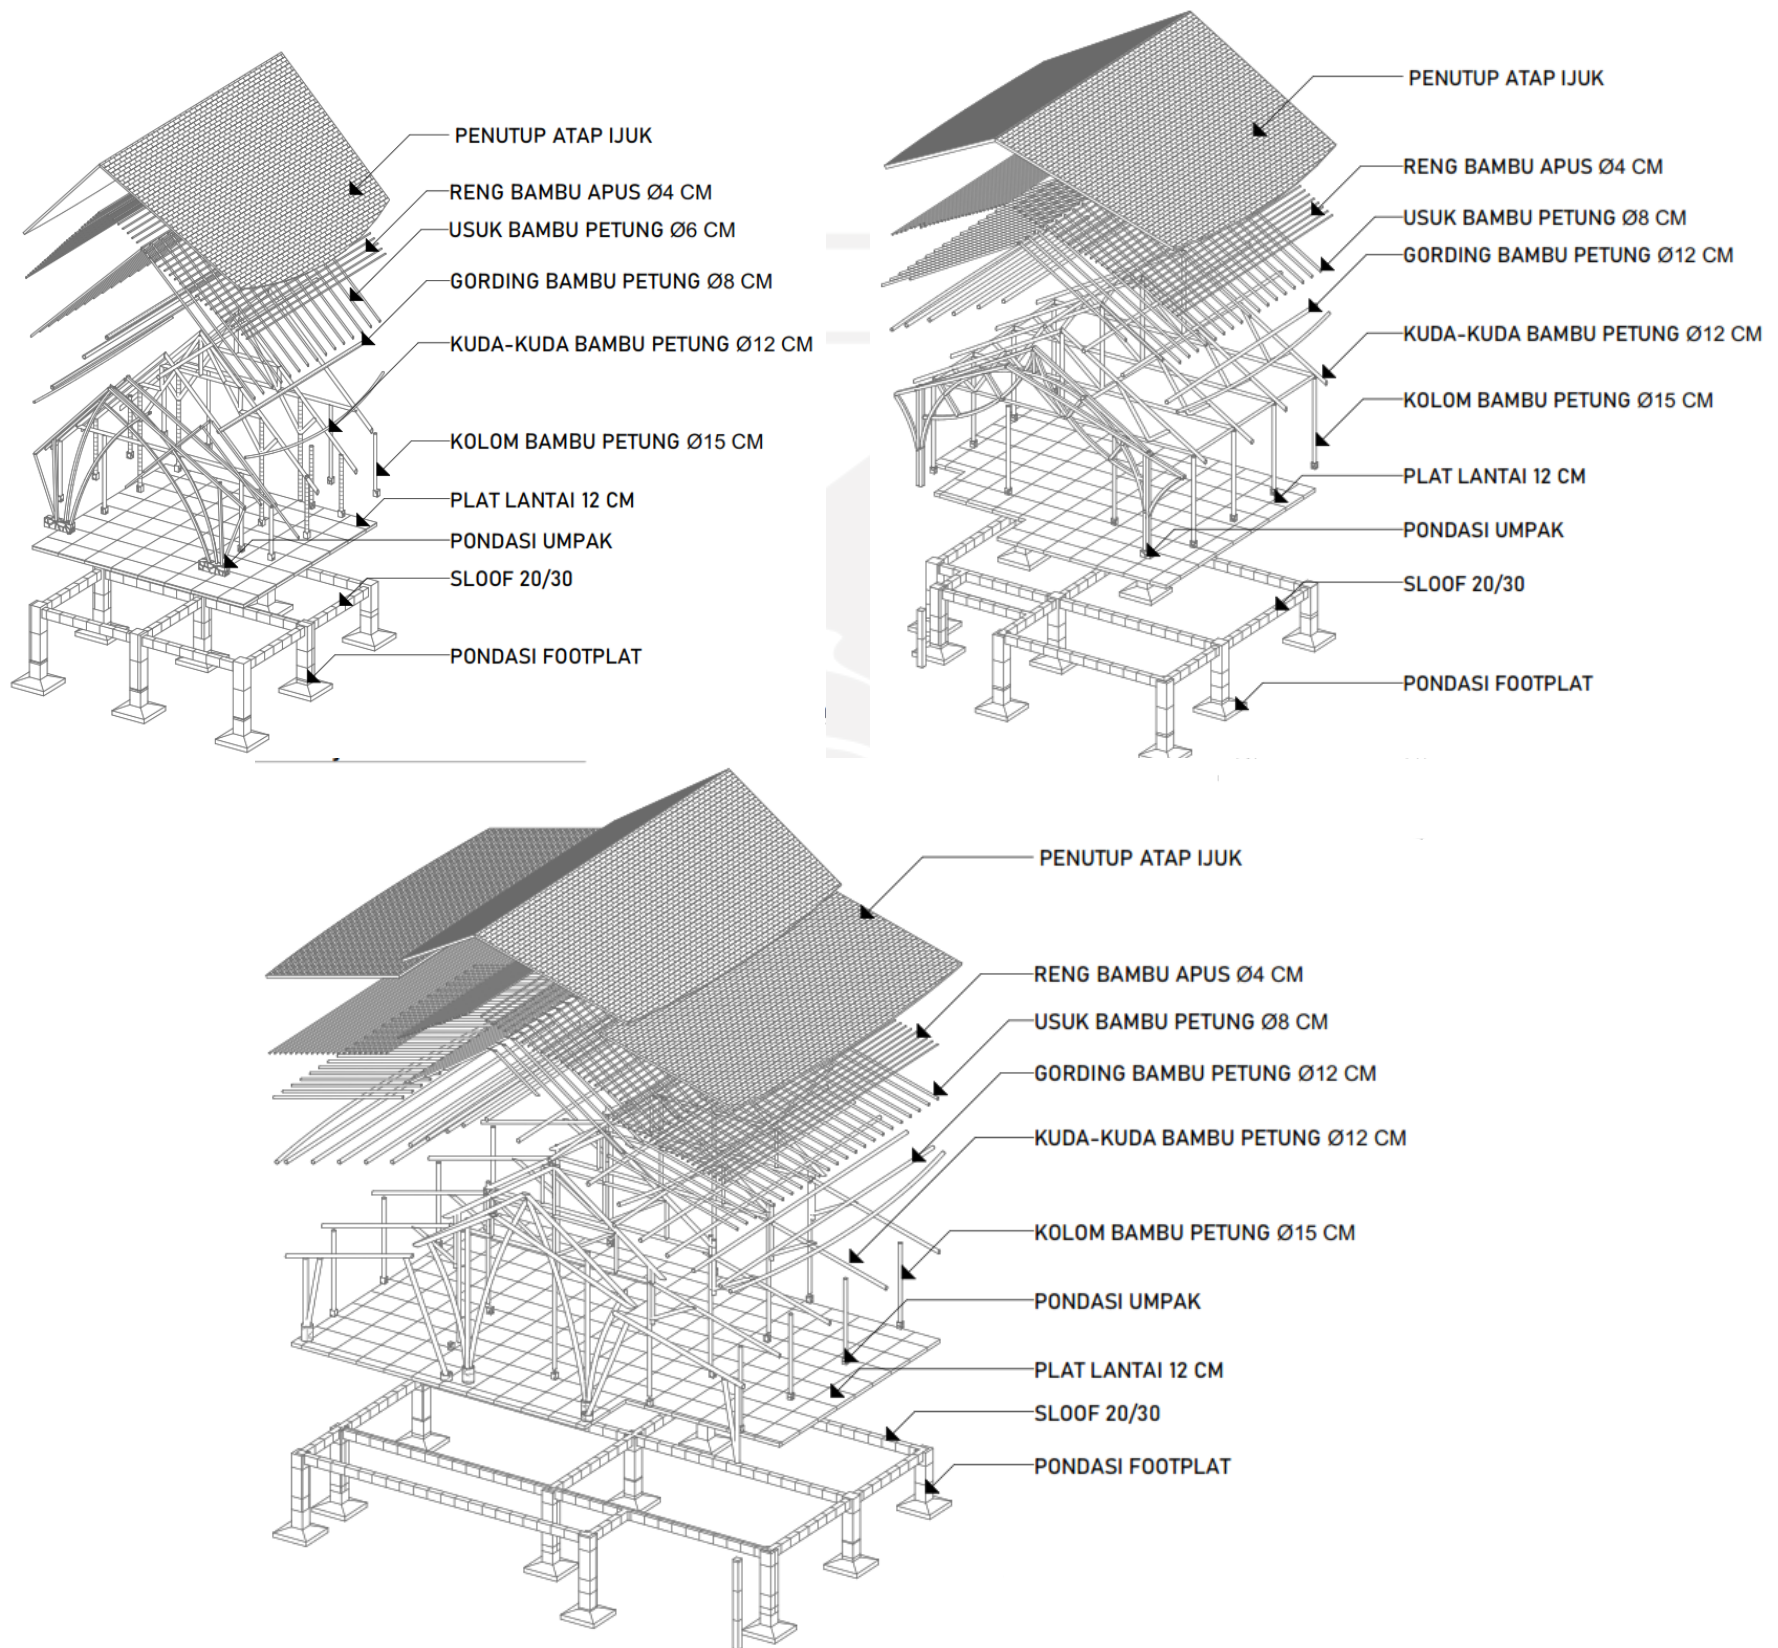 PENUTUP ATAP IJUK
RENG BAMBU APUS Ø4 CM
USUK BAMBU PETUNG Ø6 CM
GORDING BAMBU PETUNG Ø8 CM
KUDA-KUDA BAMBU PETUNG Ø12 CM
KOLOM BAMBU PETUNG Ø15 CM
PLAT LANTAI 12 CM
PONDASI UMPAK
SLOOF 20/30
PONDASI FOOTPLAT
PENUTUP ATAP IJUK
RENG BAMBU APUS Ø4 CM
USUK BAMBU PETUNG Ø8 CM
GORDING BAMBU PETUNG Ø12 CM
KUDA-KUDA BAMBU PETUNG Ø12 CM
KOLOM BAMBU PETUNG Ø15 CM
PLAT LANTAI 12 CM
PONDASI UMPAK
SLOOF 20/30
PONDASI FOOTPLAT
PENUTUP ATAP IJUK
RENG BAMBU APUS Ø4 CM
USUK BAMBU PETUNG Ø8 CM
GORDING BAMBU PETUNG Ø12 CM
KUDA-KUDA BAMBU PETUNG Ø12 CM
KOLOM BAMBU PETUNG Ø15 CM
PONDASI UMPAK
PLAT LANTAI 12 CM
SLOOF 20/30
PONDASI FOOTPLAT